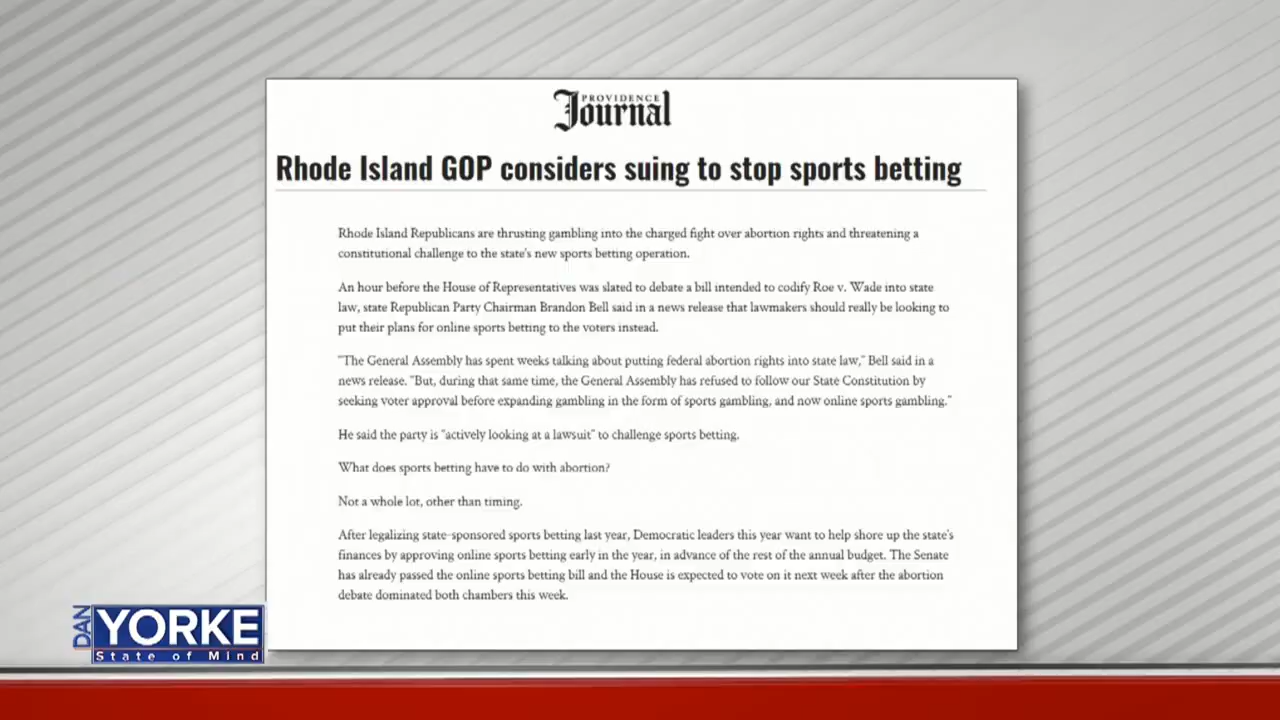 PROVIDENCE
Journal
Rhode Island GOP considers suing to stop sports betting
Rhode Island Republicans are thrusting gambling into the charged fight over abortion rights and threatening a
constitutional challenge to the state's new sports betting operation.
An hour before the House of Representatives was slated to debate a bill intended to codify Roe v. Wade into state
law, state Republican Party Chairman Brandon Bell said in a news release that lawmakers should really be looking to
put their plans for online sports betting to the voters instead.
"The General Assembly has spent weeks talking about putting federal abortion rights into state law," Bell said in a
news release. "But, during that same time, the General Assembly has refused to follow our State Constitution by
seeking voter approval before expanding gambling in the form of sports gambling, and now online sports gambling."
He said the party is "actively looking at a lawsuit" to challenge sports betting.
What does sports betting have to do with abortion?
Not a whole lot, other than timing.
After legalizing state-sponsored sports betting last year, Democratic leaders this year want to help shore up the state's
finances by approving online sports betting early in the year, in advance of the rest of the annual budget. The Senate
has already passed the online sports betting bill and the House is expected to vote on it next week after the abortion
debate dominated both chambers this week.
DAN
YORKE
State of Mind